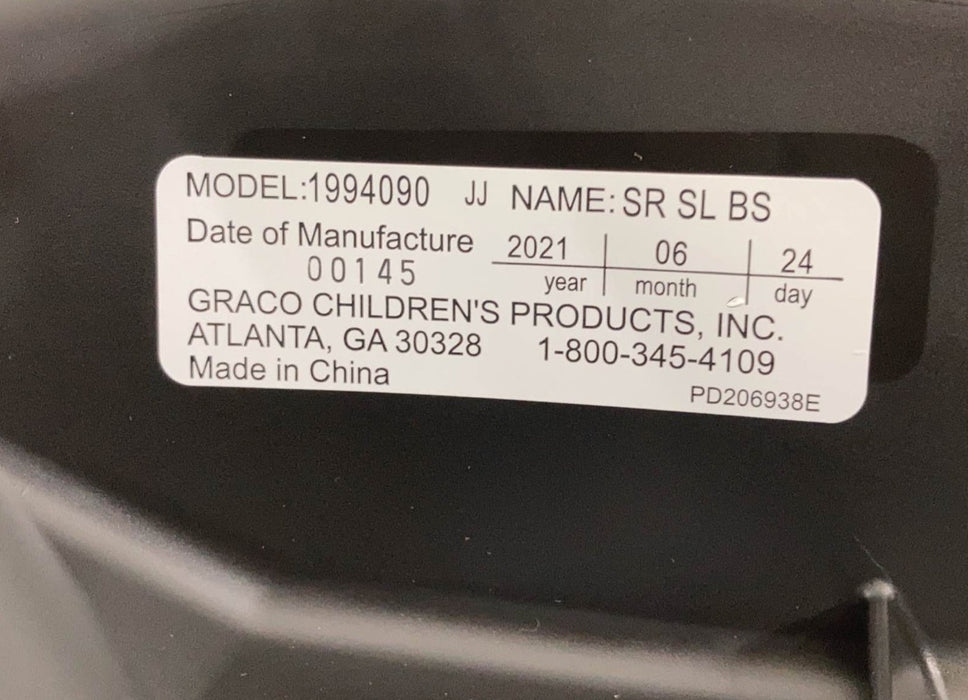 MODEL:1994090 JJ NAME: SR SL BS
Date of Manufacture 2021 06 24
00145 year month day
GRACO CHILDREN'S PRODUCTS, INC.
ATLANTA, GA 30328 1-800-345-4109
Made in China PD206938E